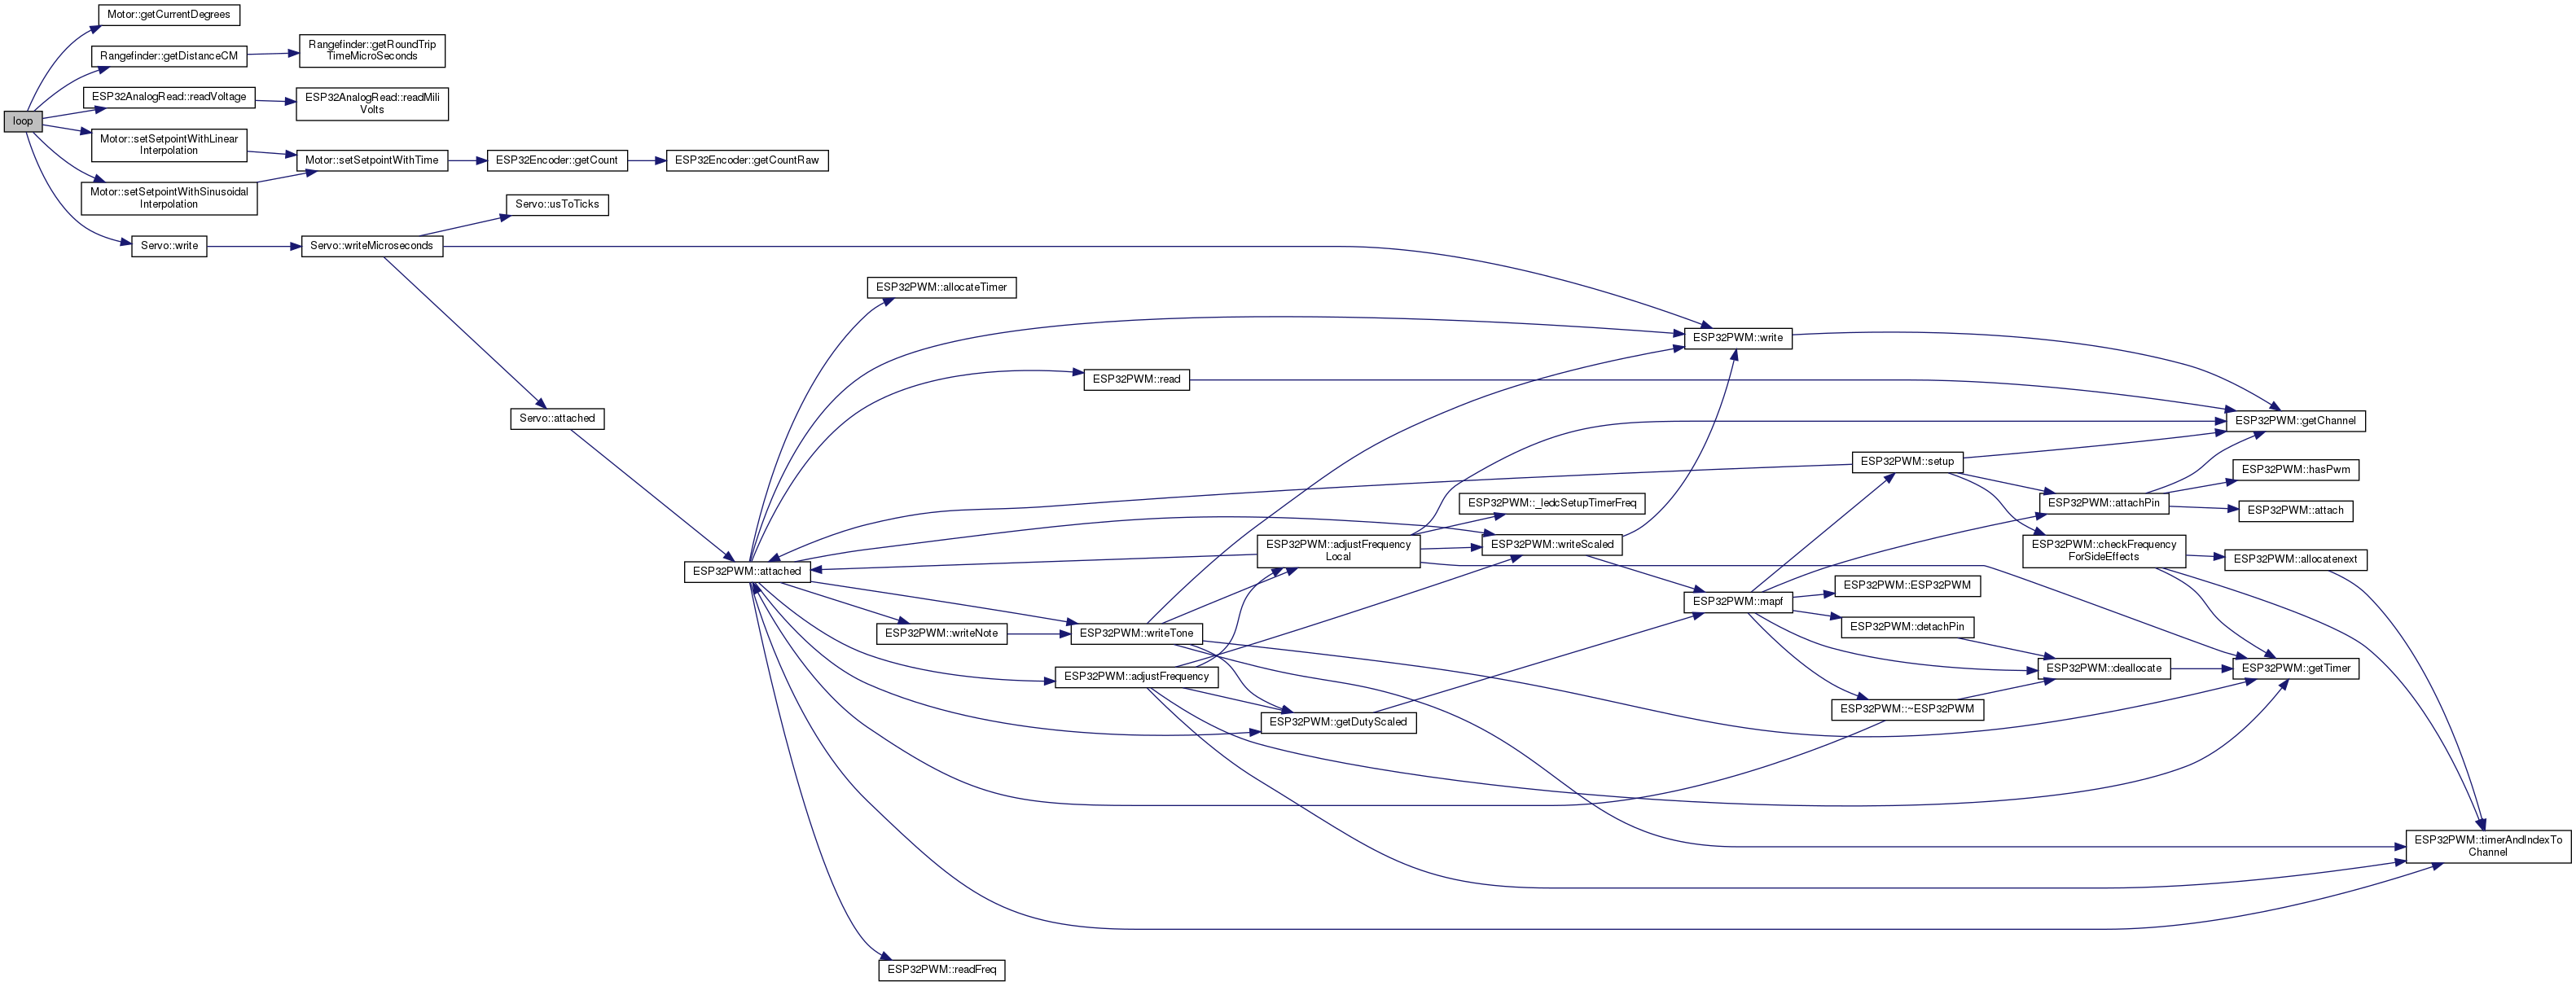 Motor::getCurrentDegrees
Rangefinder::getDistanceCM
Rangefinder::getRoundTrip
TimeMicroSeconds
ESP32AnalogRead::readVoltage
ESP32AnalogRead::readMili
Volts
loop
Motor::setSetpointWithLinear
Interpolation
Motor::setSetpointWithTime
ESP32Encoder::getCount
ESP32Encoder::getCountRaw
Motor::setSetpointWithSinusoidal
Interpolation
Servo::usToTicks
Servo::write
Servo::writeMicroseconds
ESP32PWM::allocateTimer
ESP32PWM::write
ESP32PWM::read
Servo::attached
ESP32PWM::getChannel
ESP32PWM::setup
ESP32PWM::hasPwm
ESP32PWM::_ledcSetupTimerFreq
ESP32PWM::attachPin
ESP32PWM::attach
ESP32PWM::adjustFrequency
Local
ESP32PWM::writeScaled
ESP32PWM::checkFrequency
ForSideEffects
ESP32PWM::allocatenext
ESP32PWM::attached
ESP32PWM::ESP32PWM
ESP32PWM::mapf
ESP32PWM::detachPin
ESP32PWM::writeNote
ESP32PWM::writeTone
ESP32PWM::deallocate
ESP32PWM::getTimer
ESP32PWM::adjustFrequency
ESP32PWM::~ESP32PWM
ESP32PWM::getDutyScaled
ESP32PWM::timerAndIndexTo
Channel
ESP32PWM::readFreq